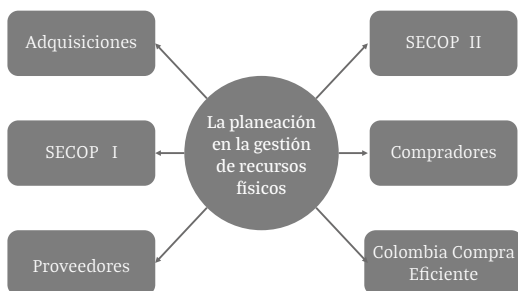 Adquisiciones
SECOP II
La planeación
en la gestión
de recursos
físicos
SECOP I
Compradores
Proveedores
Colombia Compra
Eficiente